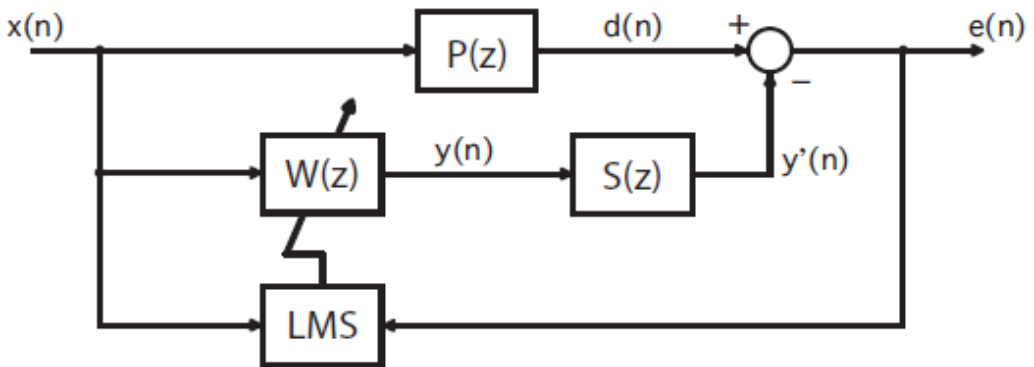 x(n)
P(z)
d(n)
+
e(n)
−
W(z)
y(n)
S(z)
y'(n)
LMS